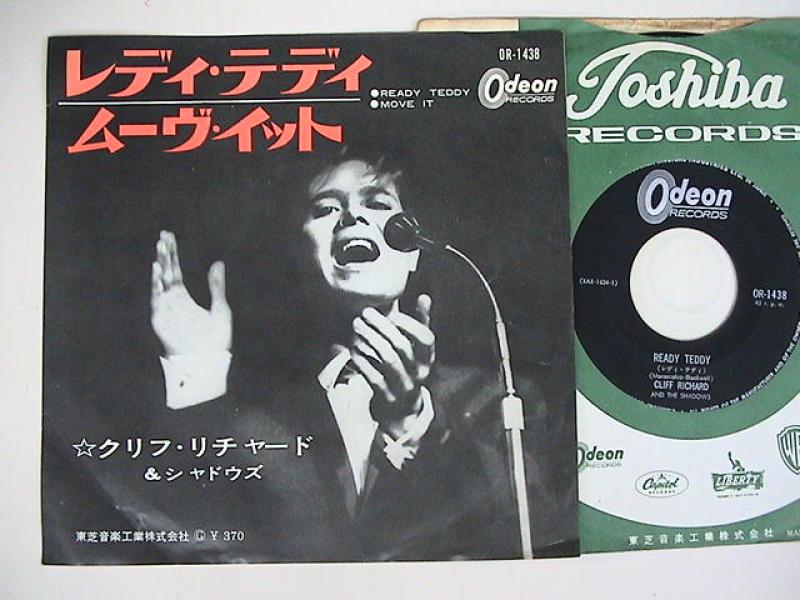 OR-1438
レディ・テディ
ムーヴ・イット
●READY TEDDY
●MOVE IT
Odeon
RECORDS
☆クリフ・リチャード
&シャドウズ
東芝音楽工業株式会社 Ⓒ ¥370
Toshiba
RECORDS
Odeon
RECORDS
OR-1438
45 r.p.m.
READY TEDDY
(レディ・テディ)
CLIFF RICHARD
AND THE SHADOWS
Odeon
RECORDS
Capitol
RECORDS
LIBERTY
東芝音楽工業株式会社